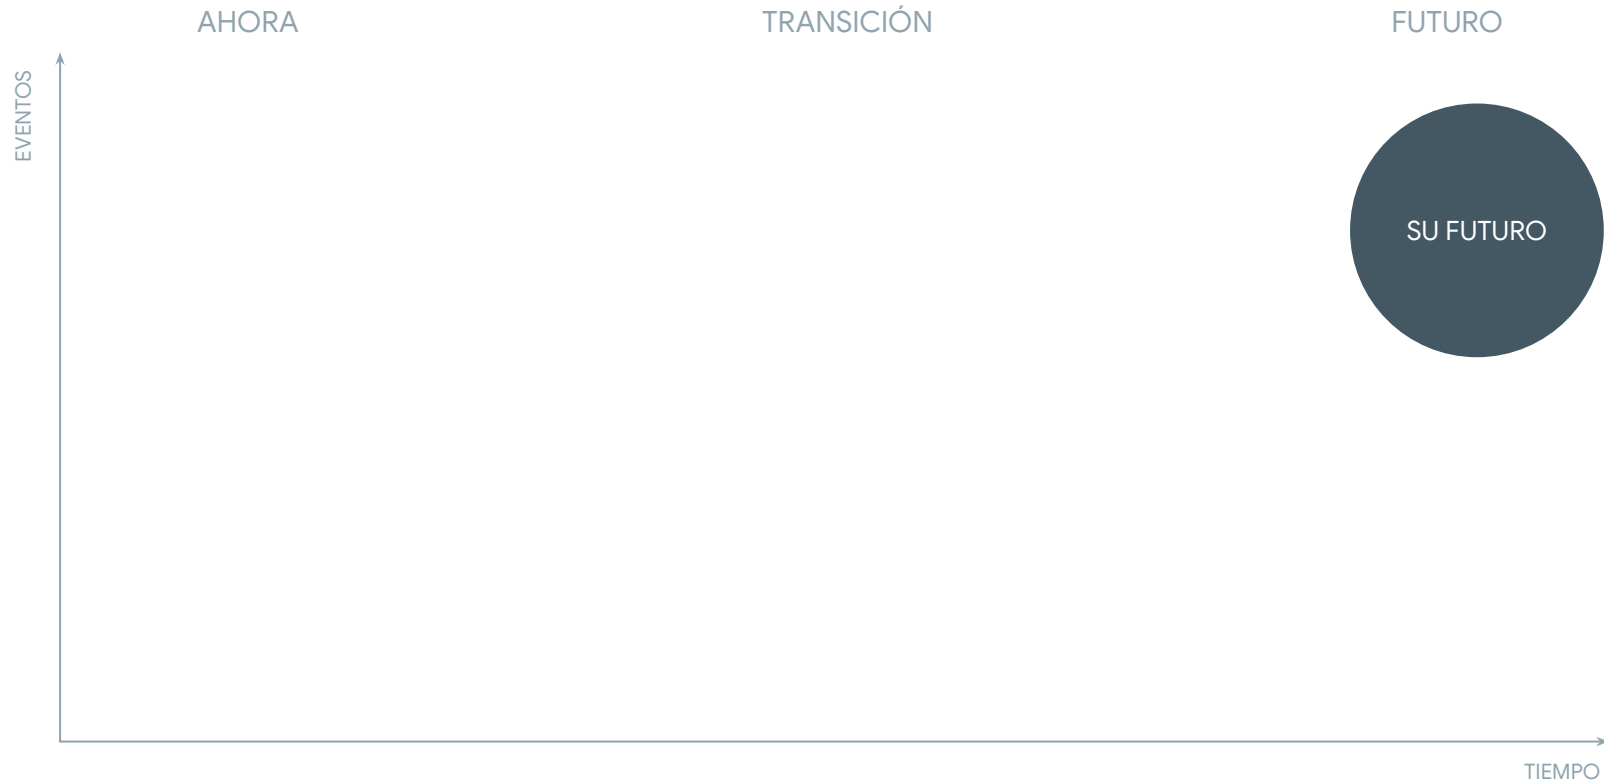 AHORA
TRANSICIÓN
FUTURO
EVENTOS
SU FUTURO
TIEMPO